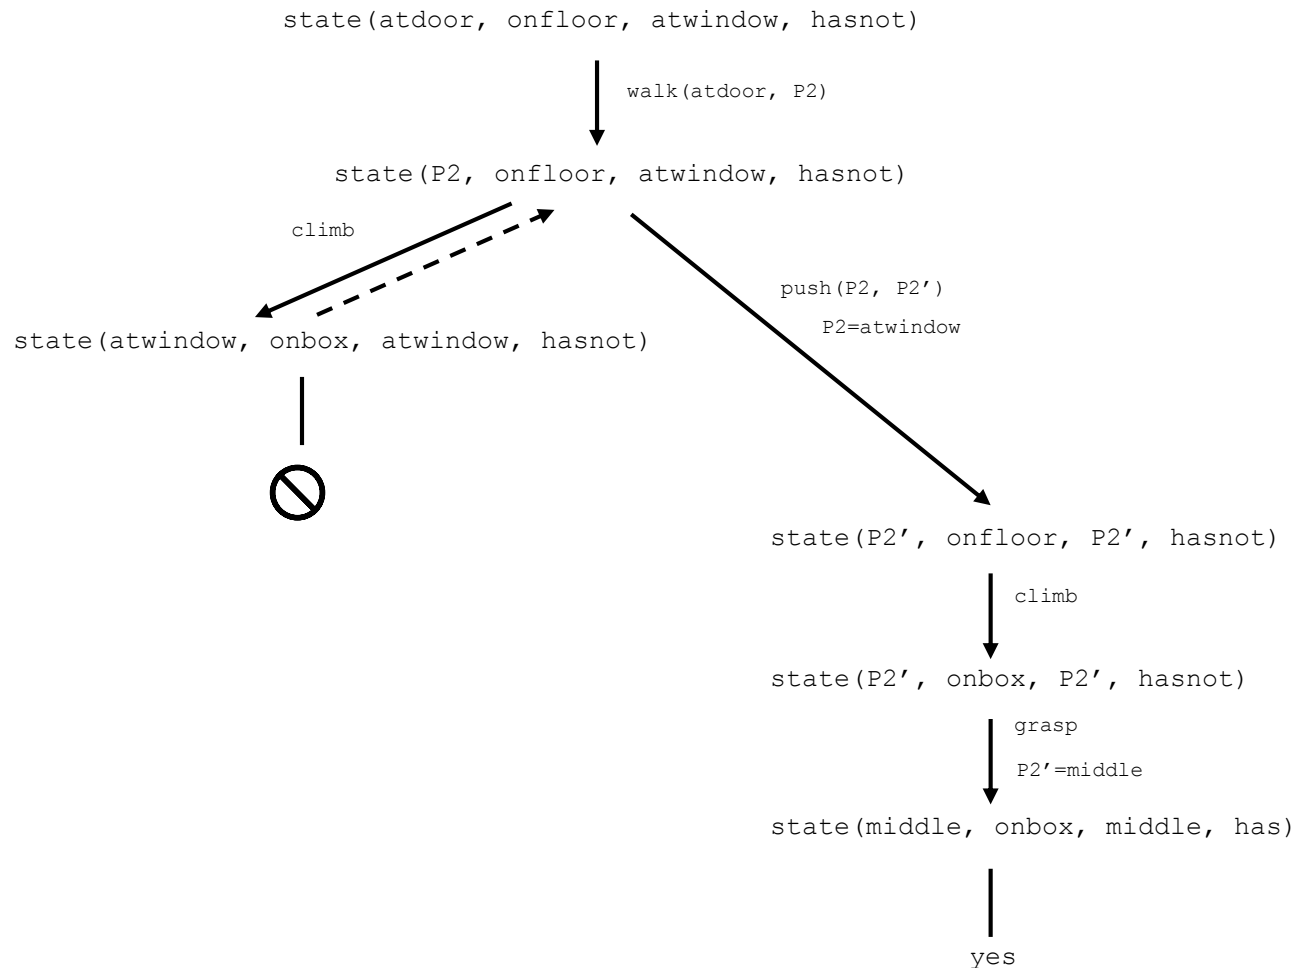 state(atdoor, onfloor, atwindow, hasnot)
walk(atdoor, P2)
state(P2, onfloor, atwindow, hasnot)
climb
push(P2, P2′)
P2=atwindow
state(atwindow, onbox, atwindow, hasnot)
state(P2′, onfloor, P2′, hasnot)
climb
state(P2′, onbox, P2′, hasnot)
grasp
P2′=middle
state(middle, onbox, middle, has)
yes